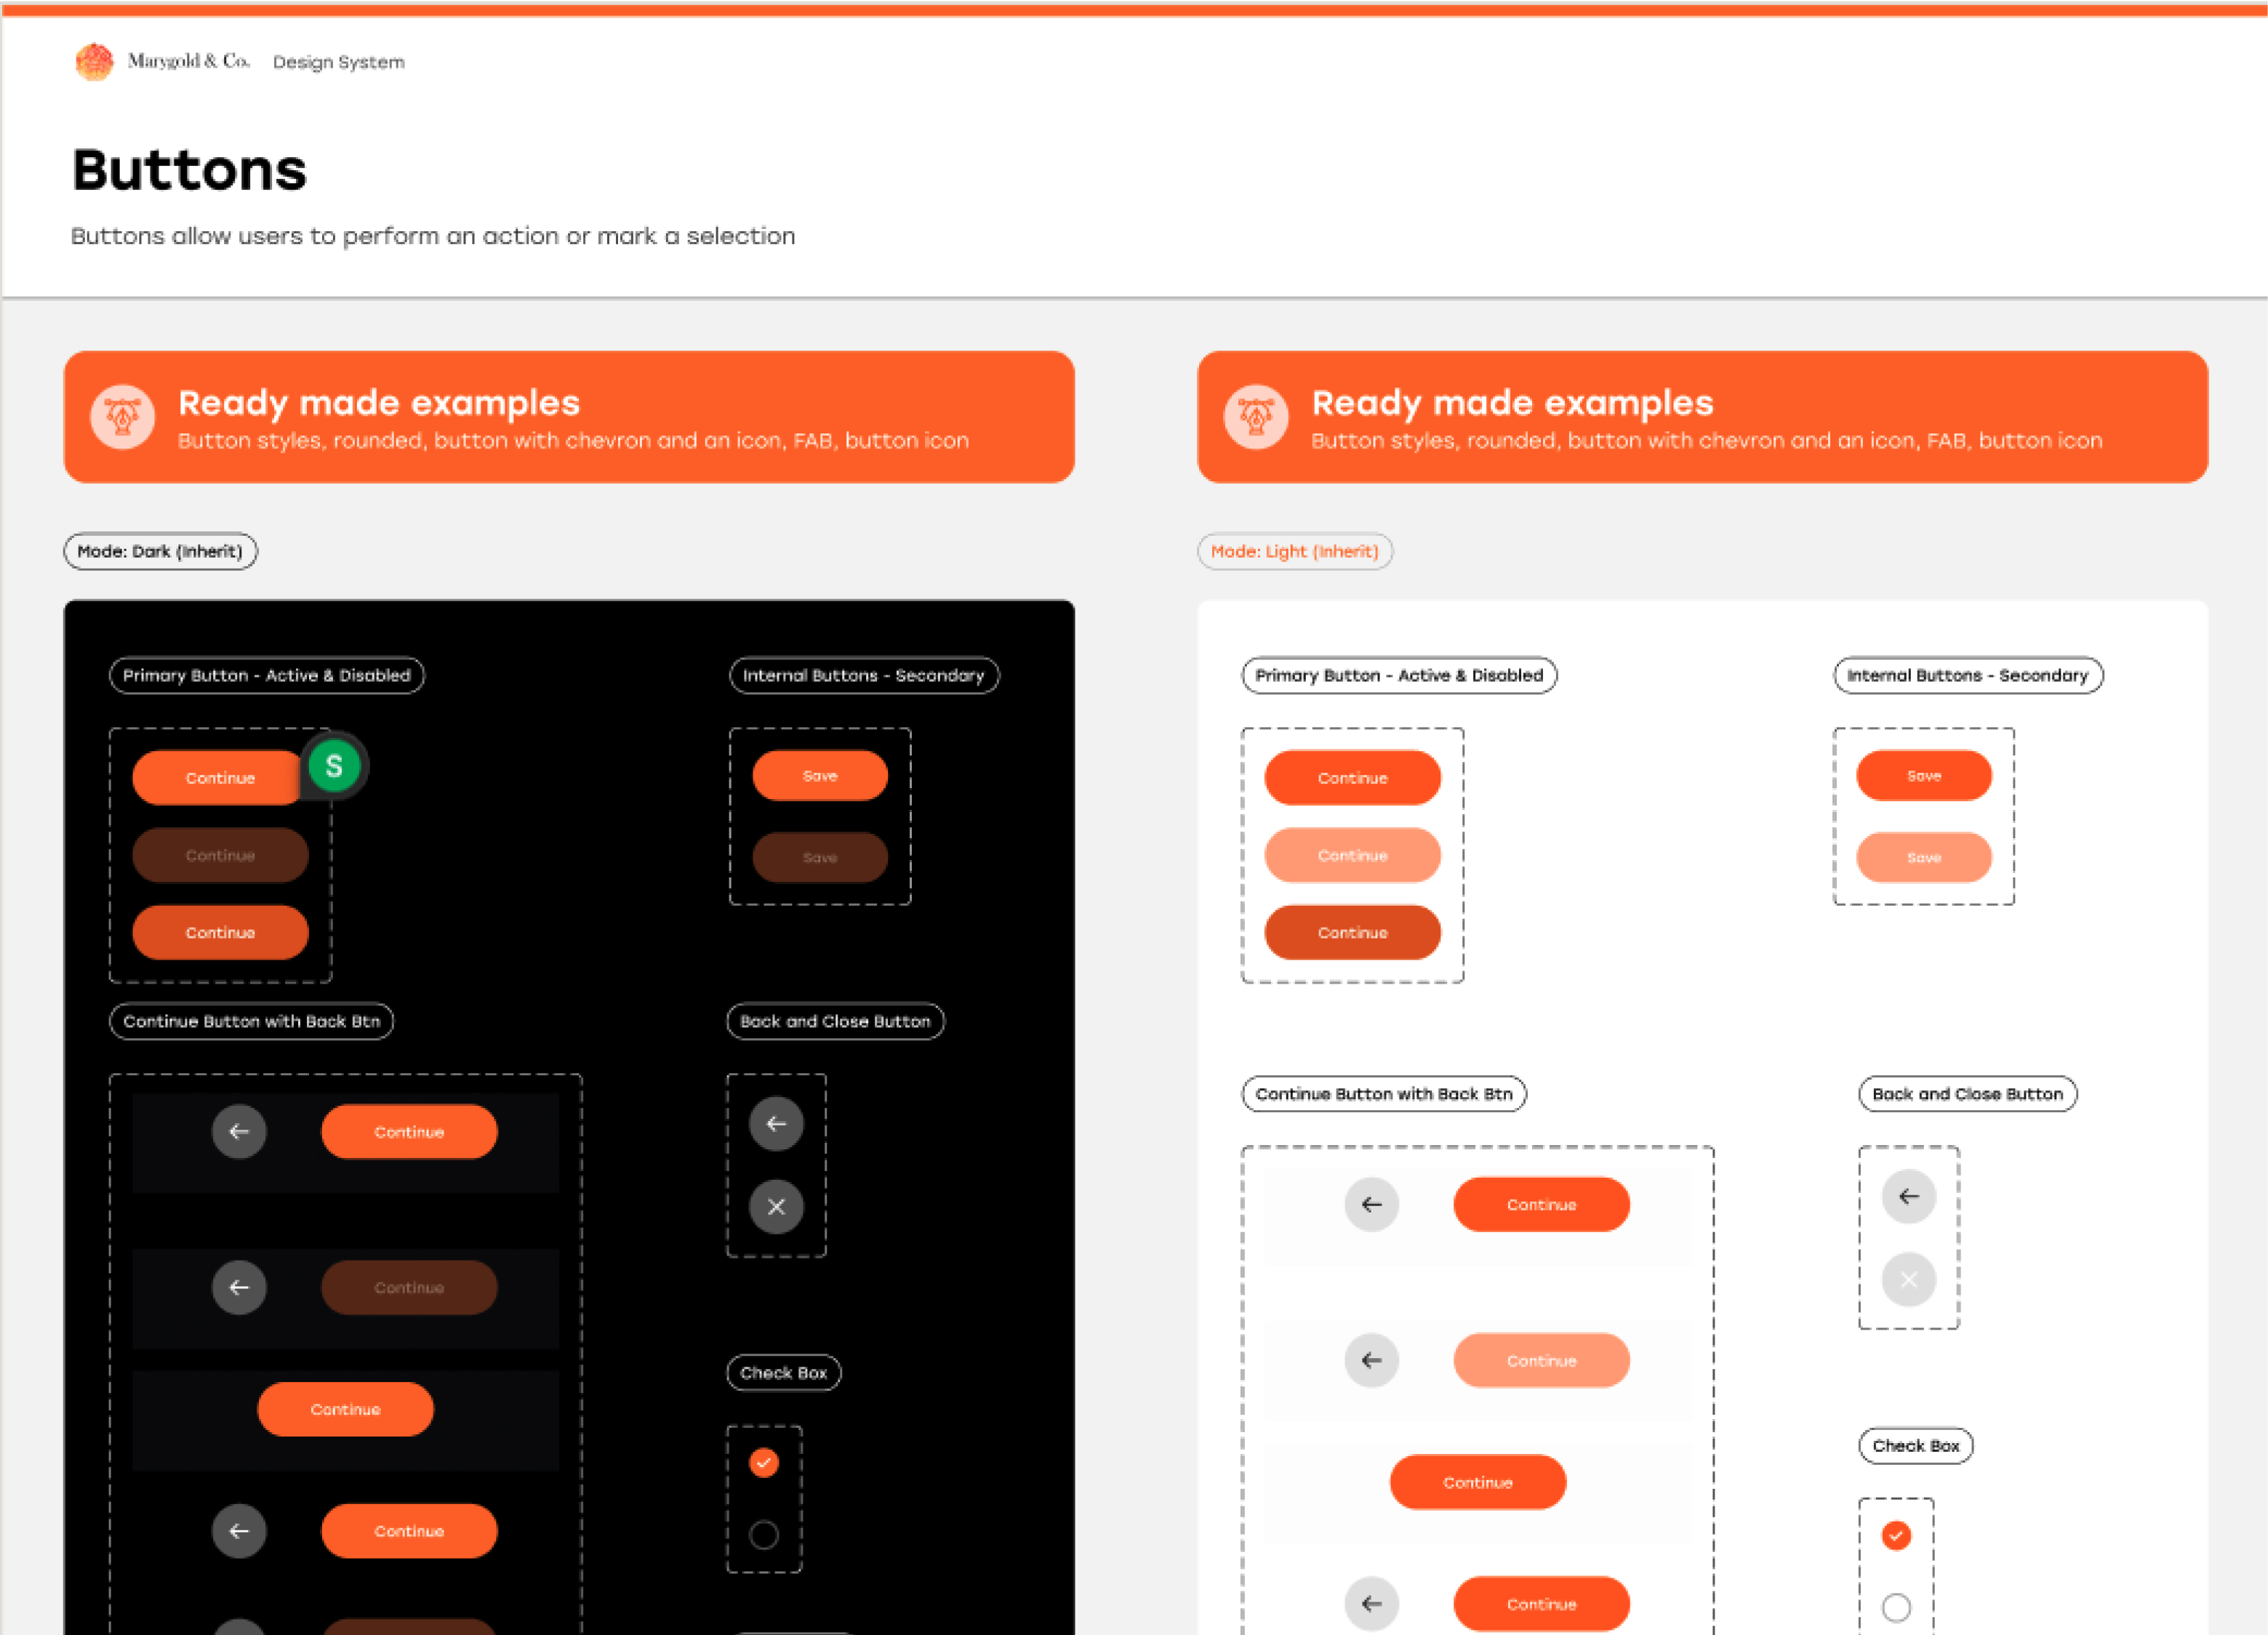 Marygold & Co. Design System
Buttons
Buttons allow users to perform an action or mark a selection
Ready made examples
Button styles, rounded, button with chevron and an icon, FAB, button icon
Mode: Dark (Inherit)
Primary Button - Active & Disabled
Continue
S
Continue
Continue
Internal Buttons - Secondary
Save
Save
Continue Button with Back Btn
Continue
Continue
Continue
Continue
Back and Close Button
Check Box
Ready made examples
Button styles, rounded, button with chevron and an icon, FAB, button icon
Mode: Light (Inherit)
Primary Button - Active & Disabled
Continue
Continue
Continue
Internal Buttons - Secondary
Save
Save
Continue Button with Back Btn
Continue
Continue
Continue
Continue
Back and Close Button
Check Box